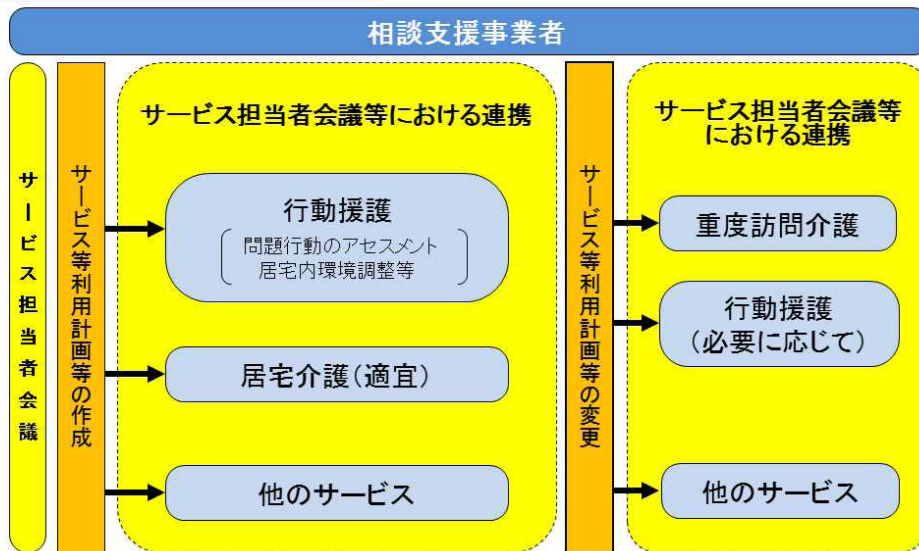 相談支援事業者
サービス担当者会議
サービス等利用計画等の作成
サービス担当者会議等における連携
行動援護
問題行動のアセスメント
居宅内環境調整等
居宅介護(適宜)
他のサービス
サービス等利用計画等の変更
サービス担当者会議等
における連携
重度訪問介護
行動援護
(必要に応じて)
他のサービス